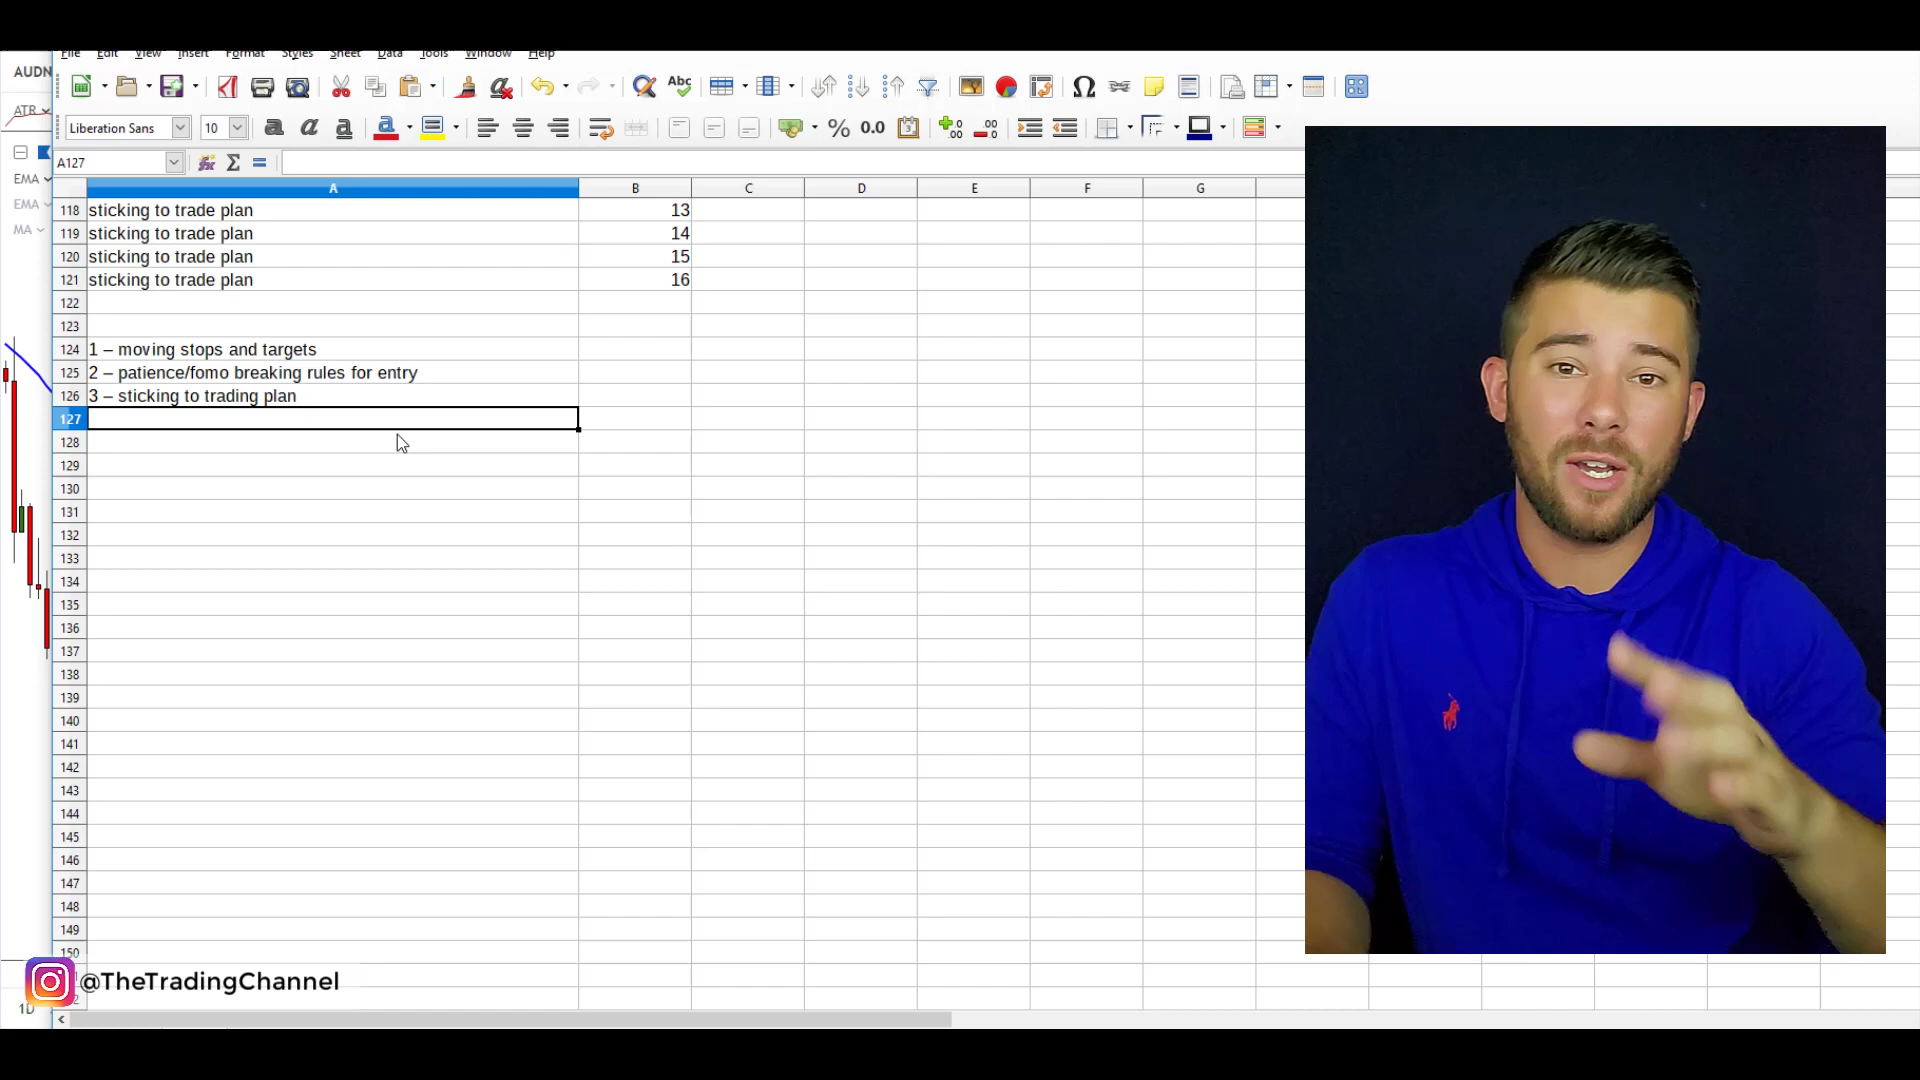 File Edit View Insert Format Styles Sheet Data Tools Window Help
AUDN
ATR
Liberation Sans 10
% 0.0
A127
EMA
EMA
MA
A B C D E F G
118 sticking to trade plan 13
119 sticking to trade plan 14
120 sticking to trade plan 15
121 sticking to trade plan 16
122
123
124 1 – moving stops and targets
125 2 – patience/fomo breaking rules for entry
126 3 – sticking to trading plan
127
128
129
130
131
132
133
134
135
136
137
138
139
140
141
142
143
144
145
146
147
148
149
150
@TheTradingChannel
1D